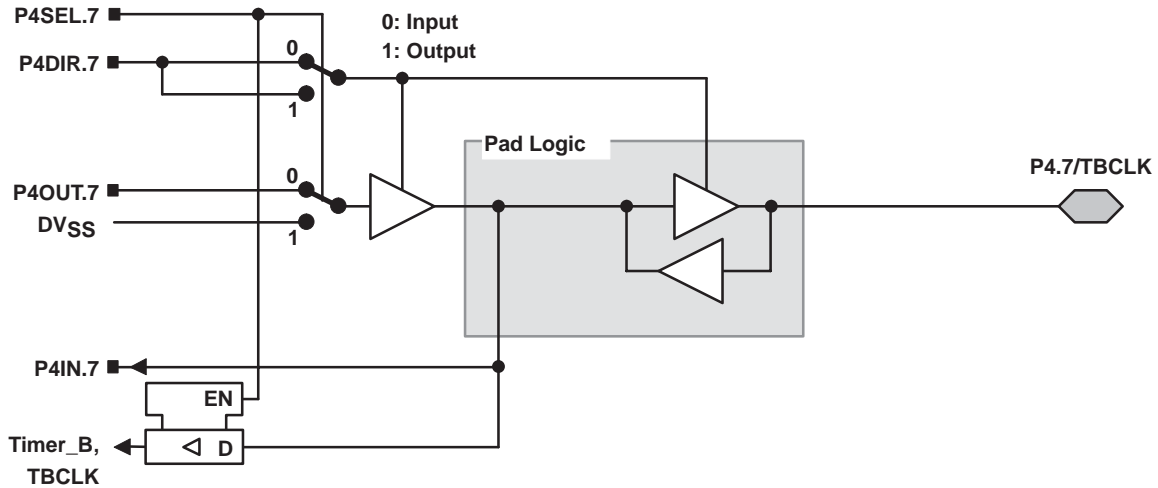 P4SEL.7
0: Input
1: Output
P4DIR.7
0
1
Pad Logic
P4OUT.7
0
DVSS
1
P4.7/TBCLK
P4IN.7
EN
D
Timer_B,
TBCLK